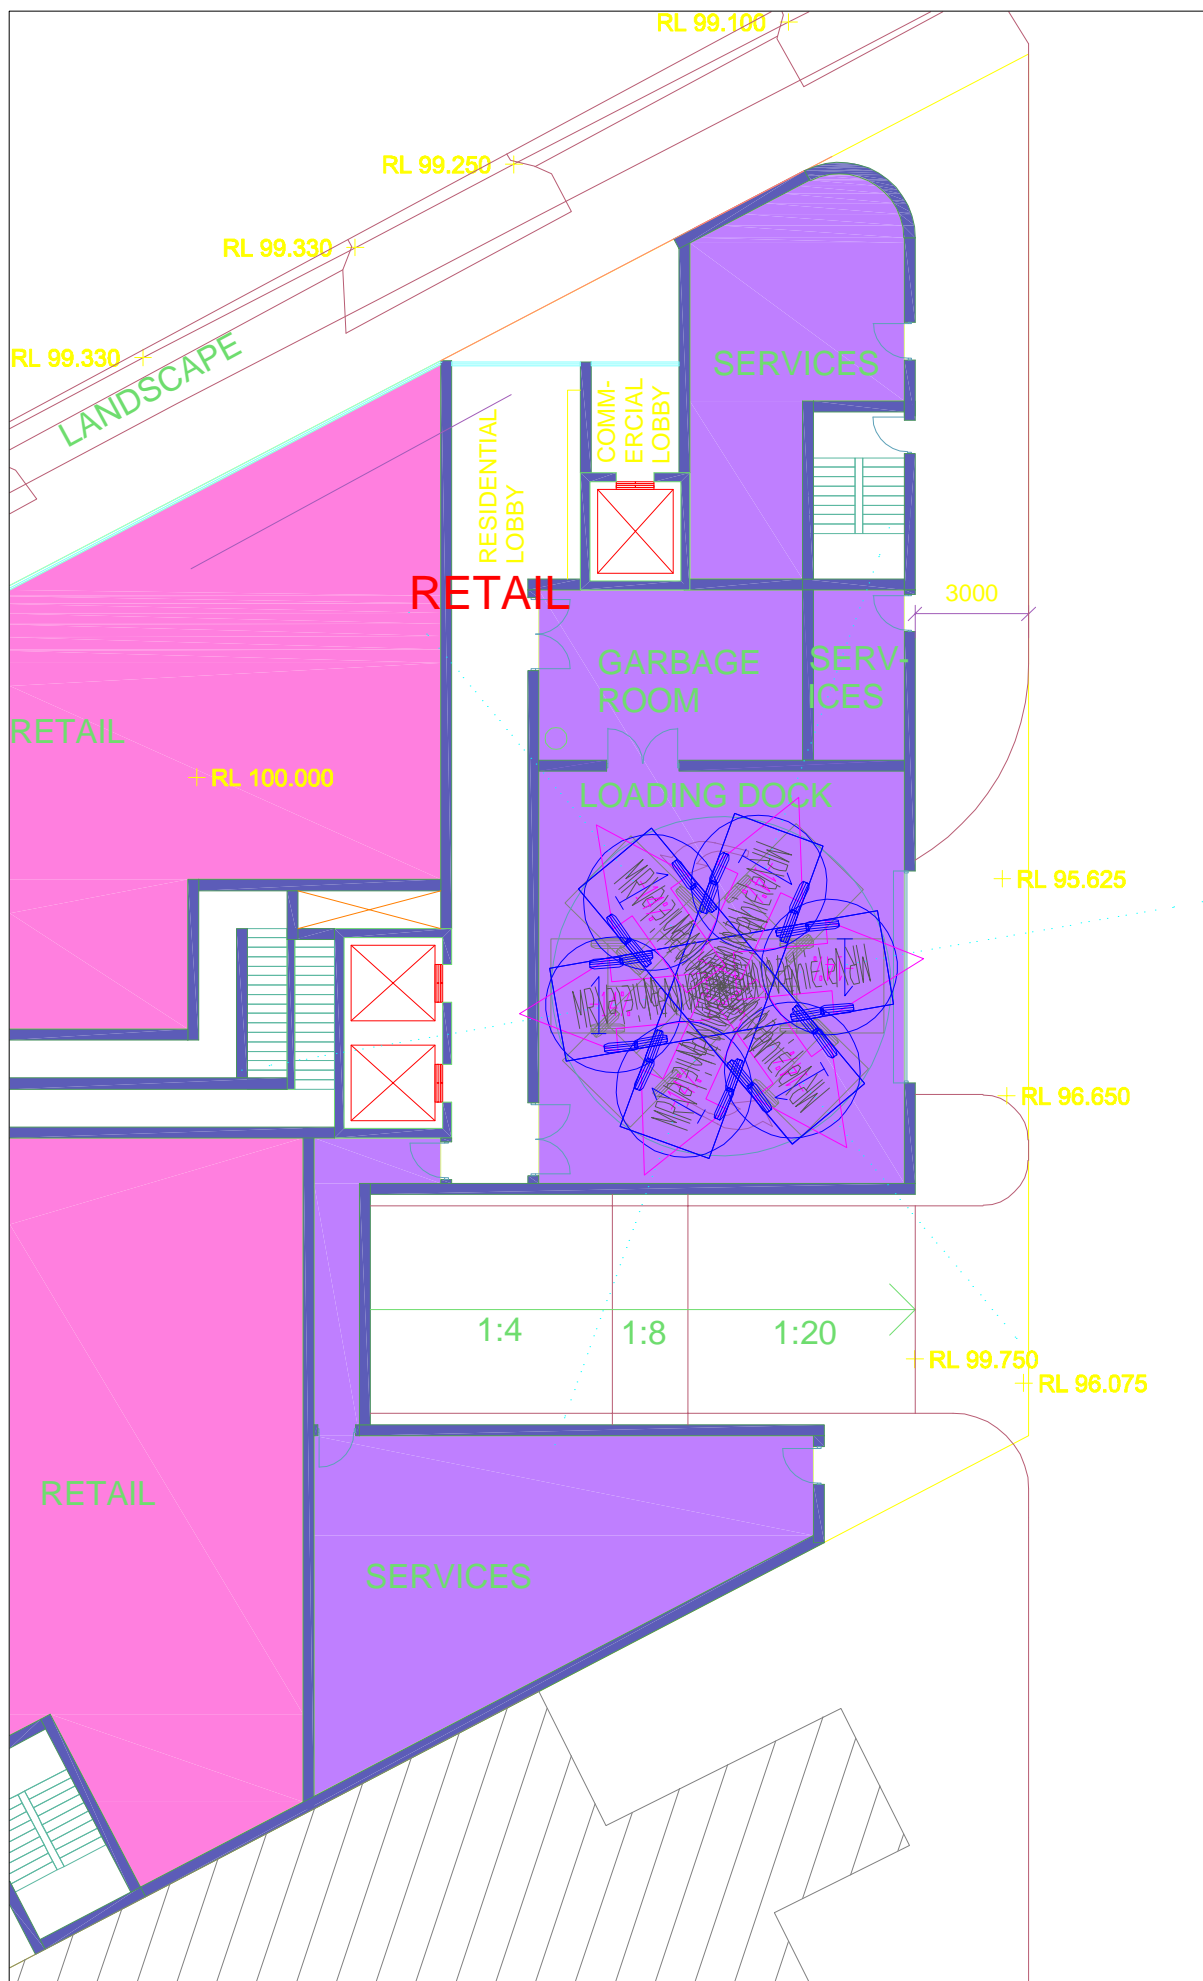 RL 99.100
RL 99.250
RL 99.330
RL 99.330
LANDSCAPE
SERVICES
COMM-
ERCIAL
LOBBY
RESIDENTIAL
LOBBY
RETAIL
3000
GARBAGE
ROOM
SERV-
ICES
RETAIL
RL 100.000
LOADING DOCK
RL 95.625
RL 96.650
1:4
1:8
1:20
RL 99.750
RL 96.075
RETAIL
SERVICES